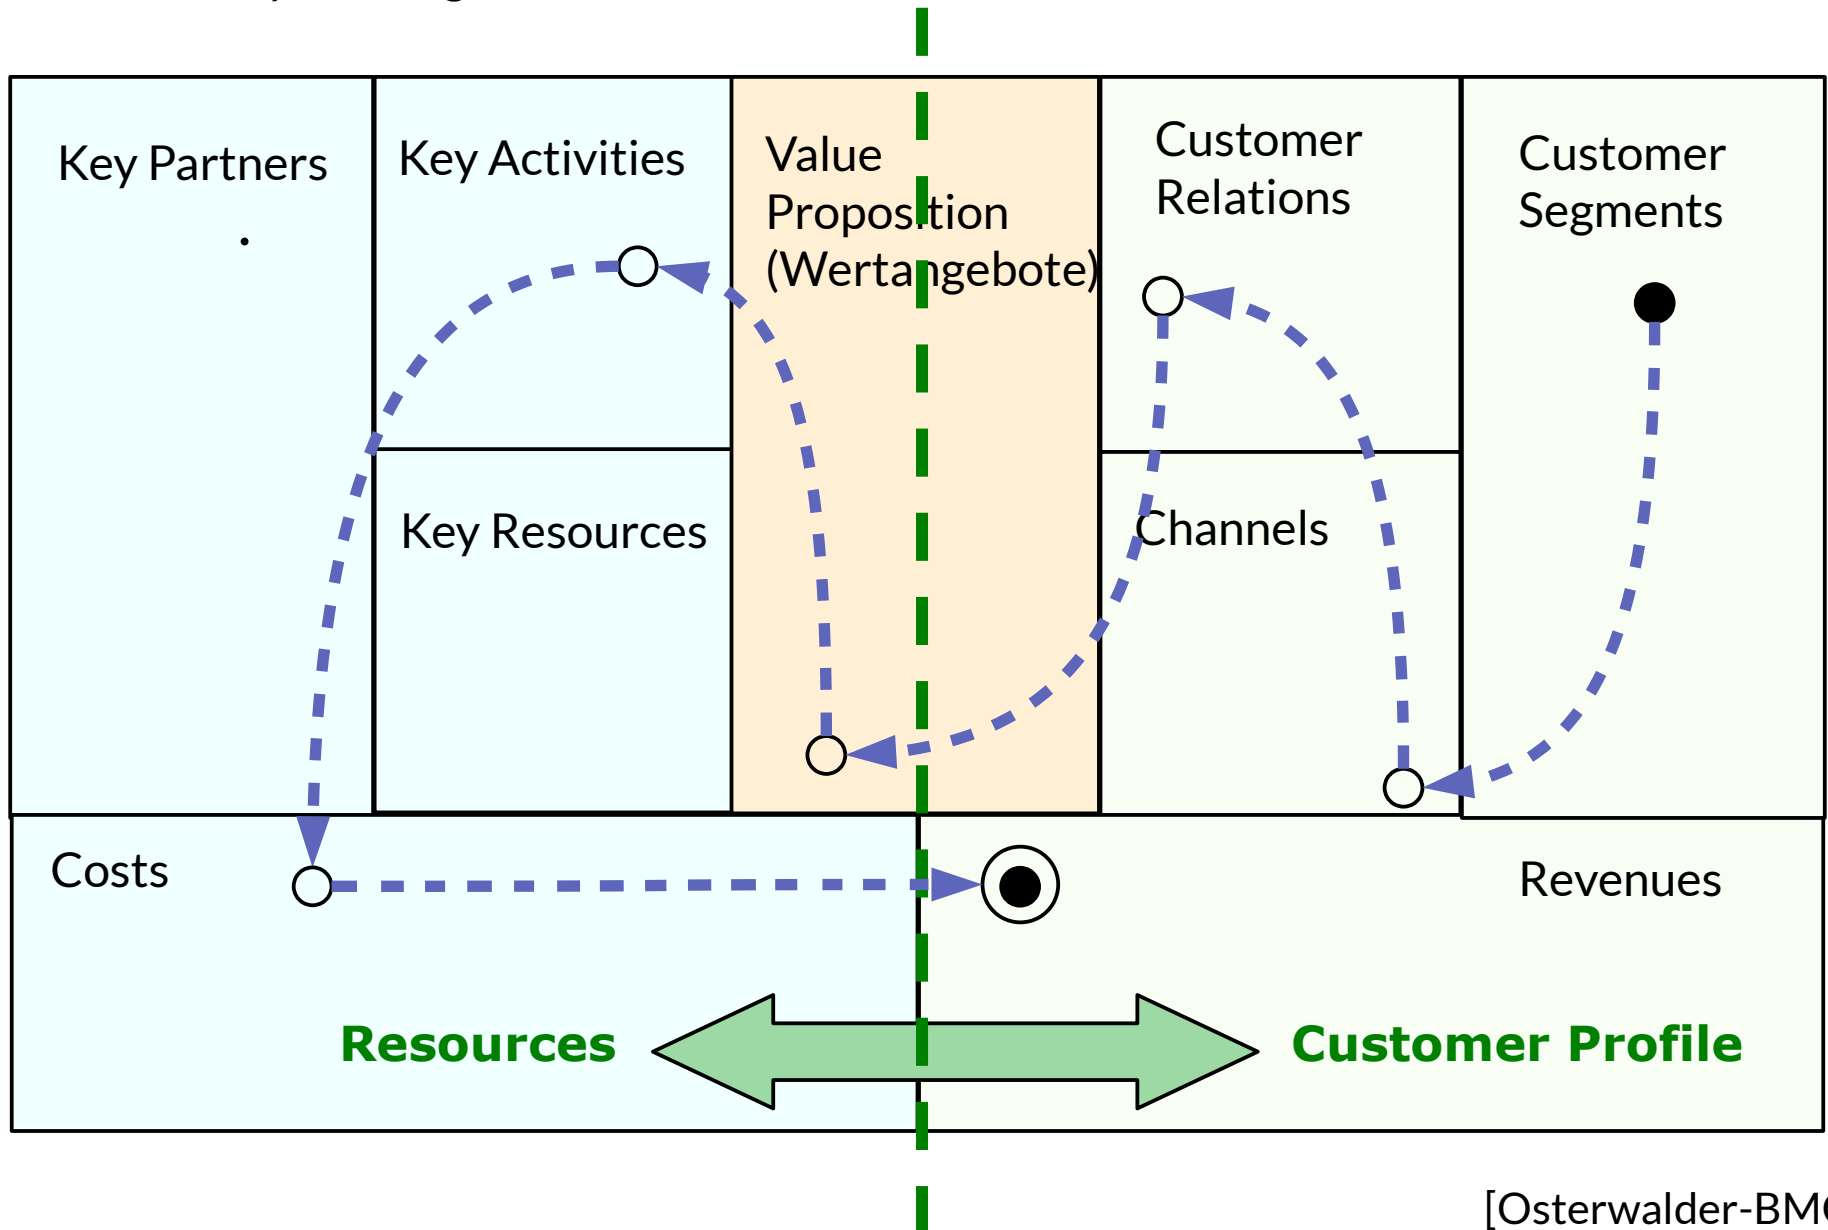 Key Partners
Key Activities
Value
Proposition
(Wertangebote)
Customer
Relations
Customer
Segments
Key Resources
Channels
Costs
Revenues
Resources
Customer Profile
[Osterwalder-BM